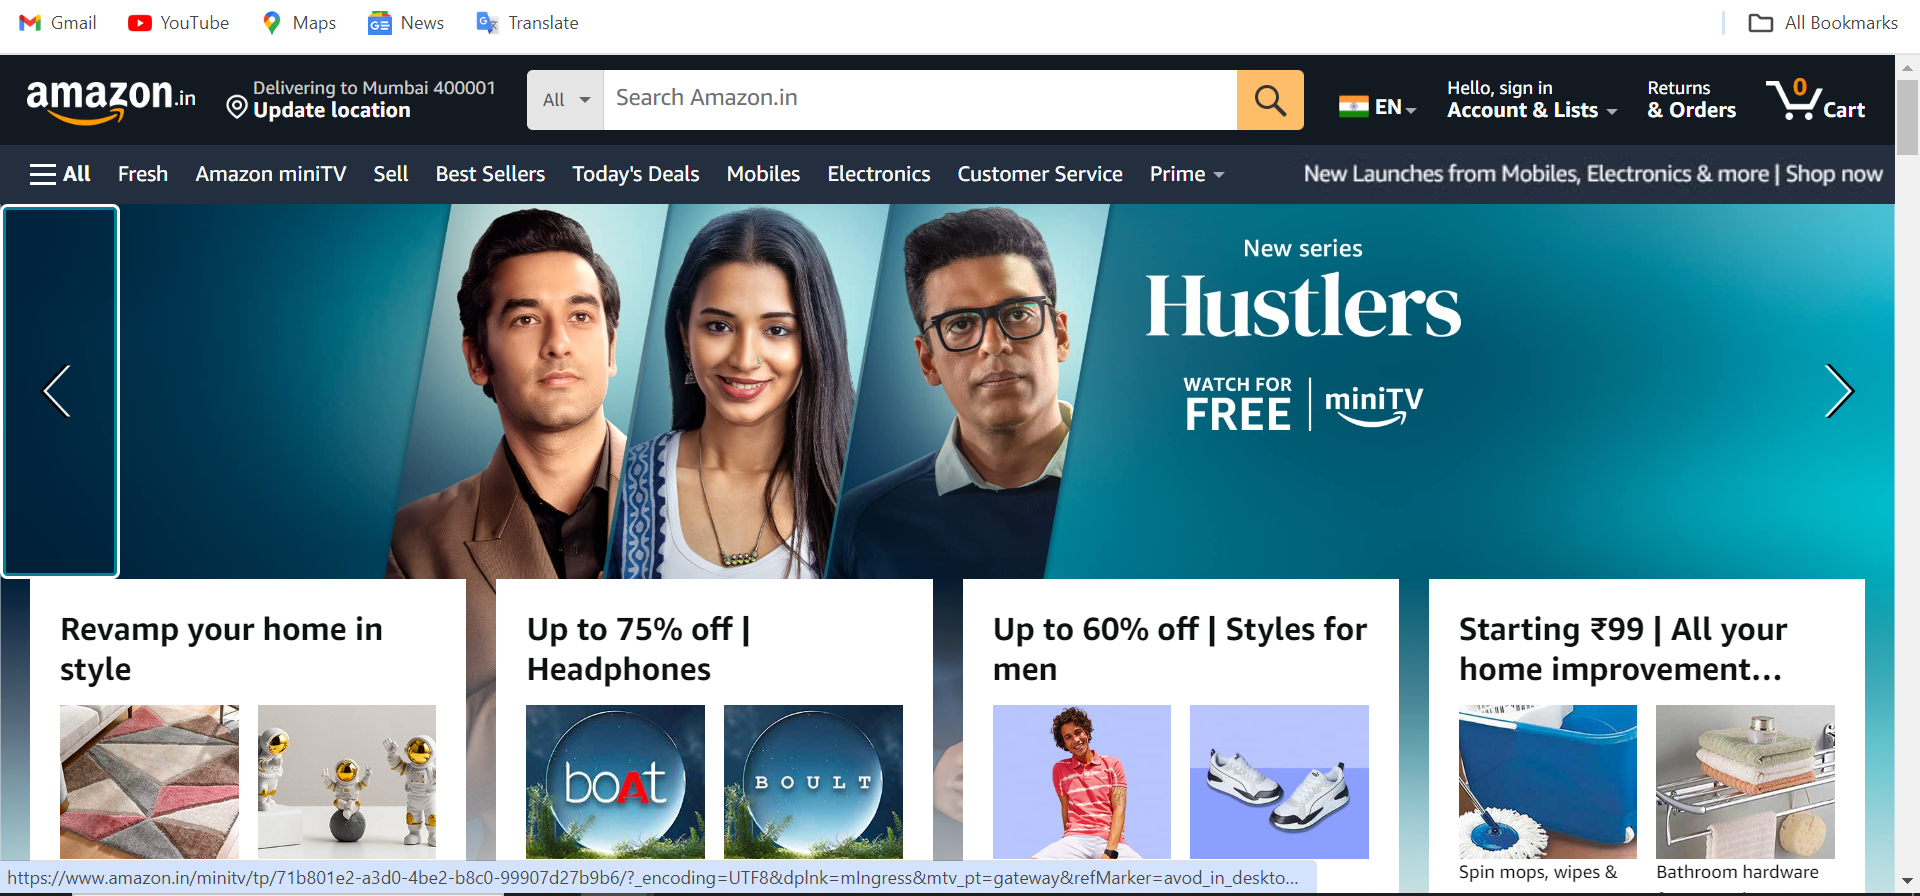 Gmail YouTube Maps News Translate All Bookmarks
amazon.in
Delivering to Mumbai 400001
Update location
All
Search Amazon.in
EN
Hello, sign in
Account & Lists
Returns
& Orders
0
Cart
All Fresh Amazon miniTV Sell Best Sellers Today's Deals Mobiles Electronics Customer Service Prime New Launches from Mobiles, Electronics & more | Shop now
New series
Hustlers
WATCH FOR
FREE
miniTV
Revamp your home in
style
Up to 75% off |
Headphones
boAt
BOULT
Up to 60% off | Styles for
men
Starting ₹99 | All your
home improvement...
Spin mops, wipes &
Bathroom hardware
https://www.amazon.in/minitv/tp/71b801e2-a3d0-4be2-b8c0-99907d27b9b6/?_encoding=UTF8&dplnk=mIngress&mtv_pt=gateway&refMarker=avod_in_deskto...